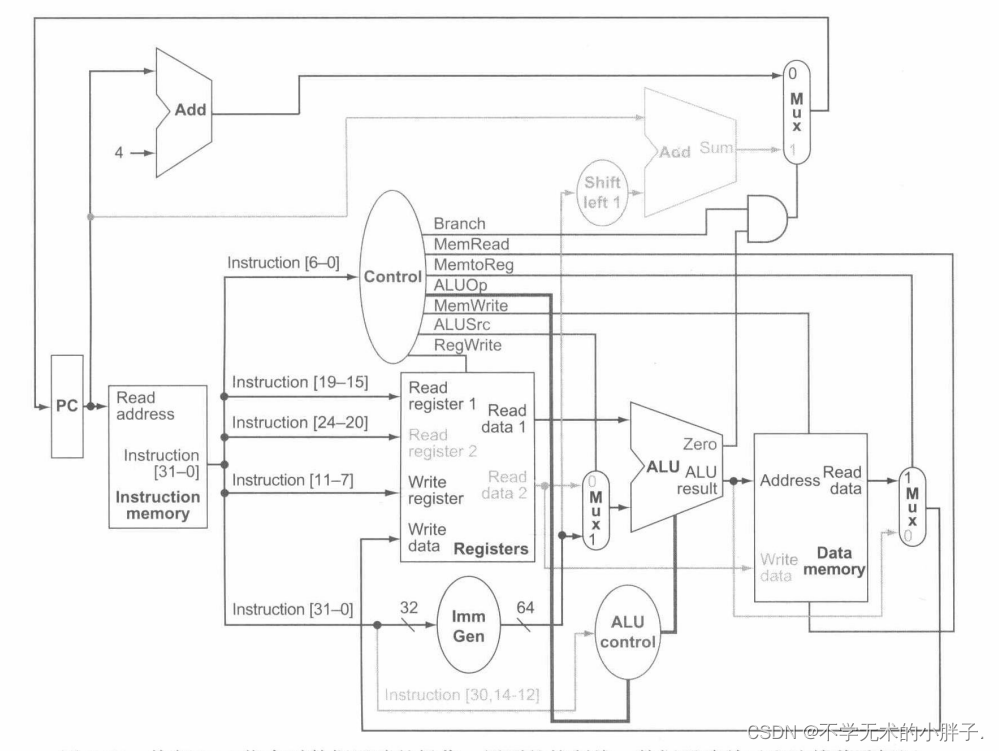 0
Mux
1
Add
4
Add Sum
Shift
left 1
Branch
MemRead
MemtoReg
ALUOp
MemWrite
ALUSrc
RegWrite
Control
Instruction [6–0]
Instruction [19–15]
Instruction [24–20]
Instruction [11–7]
Instruction [31–0]
PC
Read
address
Instruction
[31–0]
Instruction
memory
Read
register 1
Read
register 2
Write
register
Write
data
Read
data 1
Read
data 2
Registers
0
Mux
1
Zero
ALU
ALU
result
Address
Read
data
Write
data
Data
memory
1
Mux
0
32
Imm
Gen
64
ALU
control
Instruction [30,14-12]
CSDN @不学无术的小胖子.